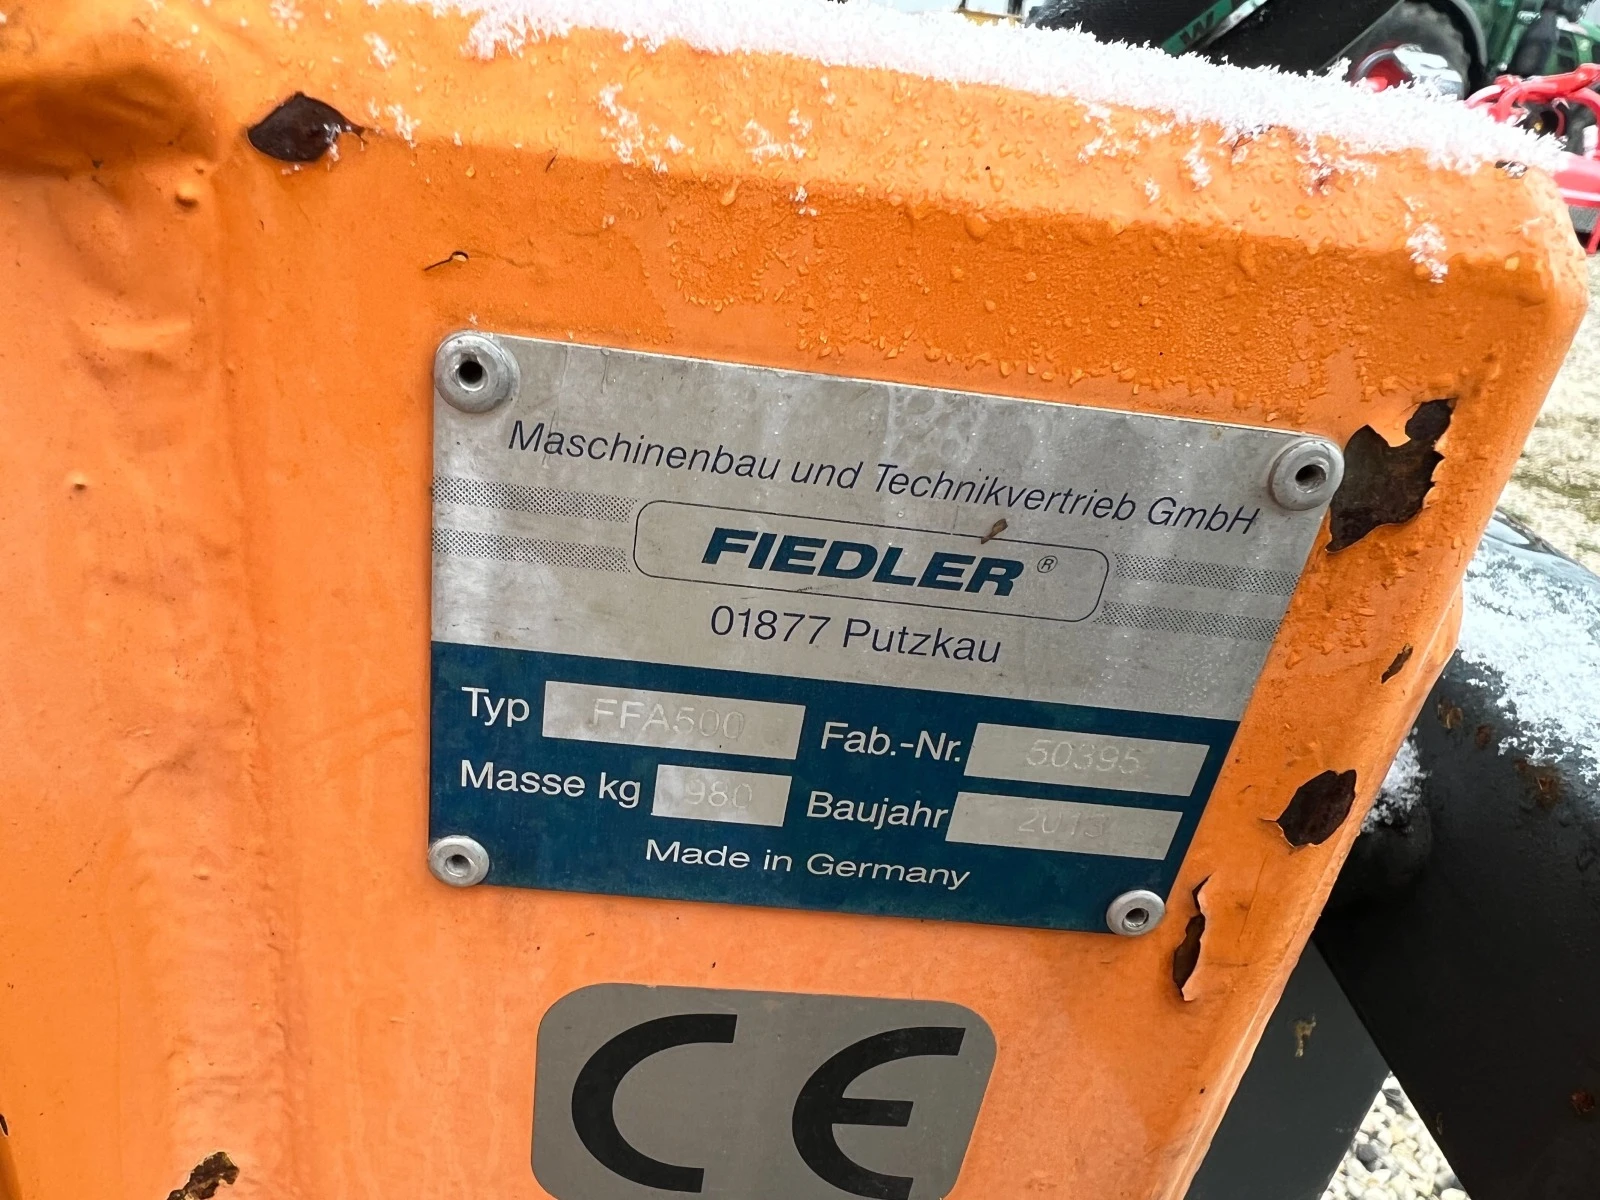 Maschinenbau und Technikvertrieb GmbH
FIEDLER®
01877 Putzkau
Typ FFA500 Fab.-Nr. 50395
Masse kg 980 Baujahr 2013
Made in Germany
CE